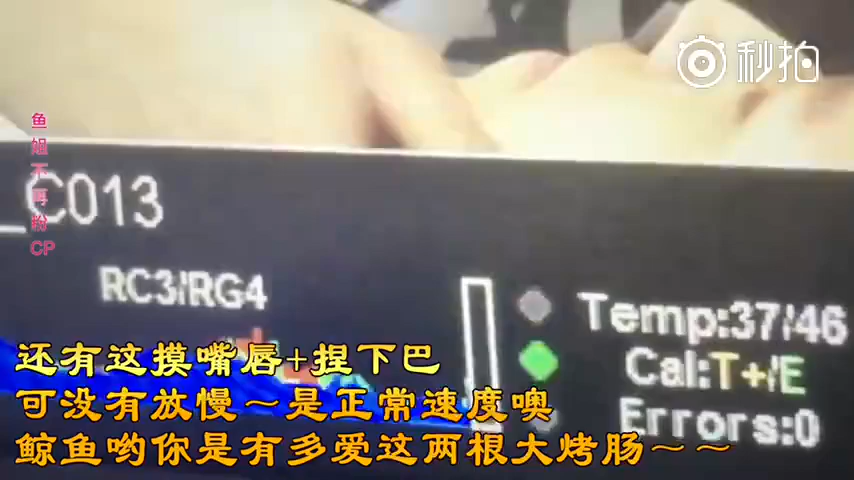 秒拍
鱼姐不再粉CP
_C013
RC3/RG4
Temp:37/46
Cal:T+/E
Errors:0
还有这摸嘴唇+捏下巴
可没有放慢～是正常速度噢
鲸鱼哟你是有多爱这两根大烤肠～～